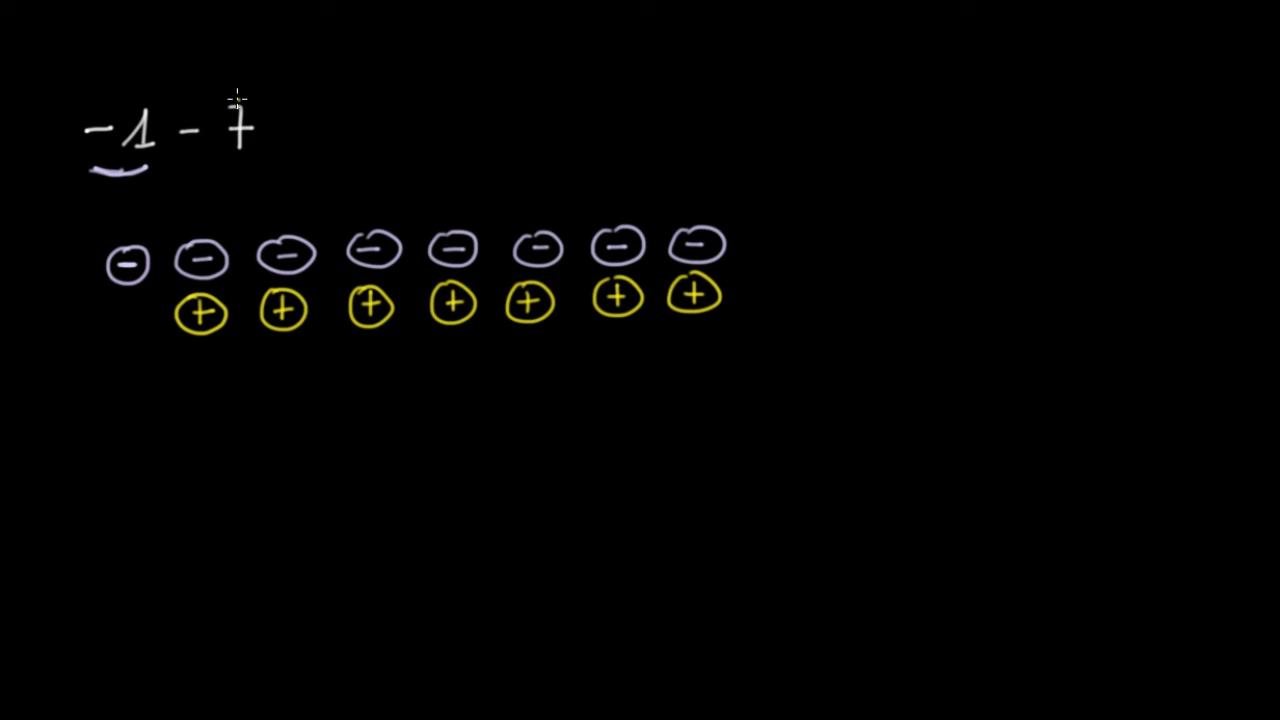 -1 - 7
- - - - - - - -
+ + + + + + +